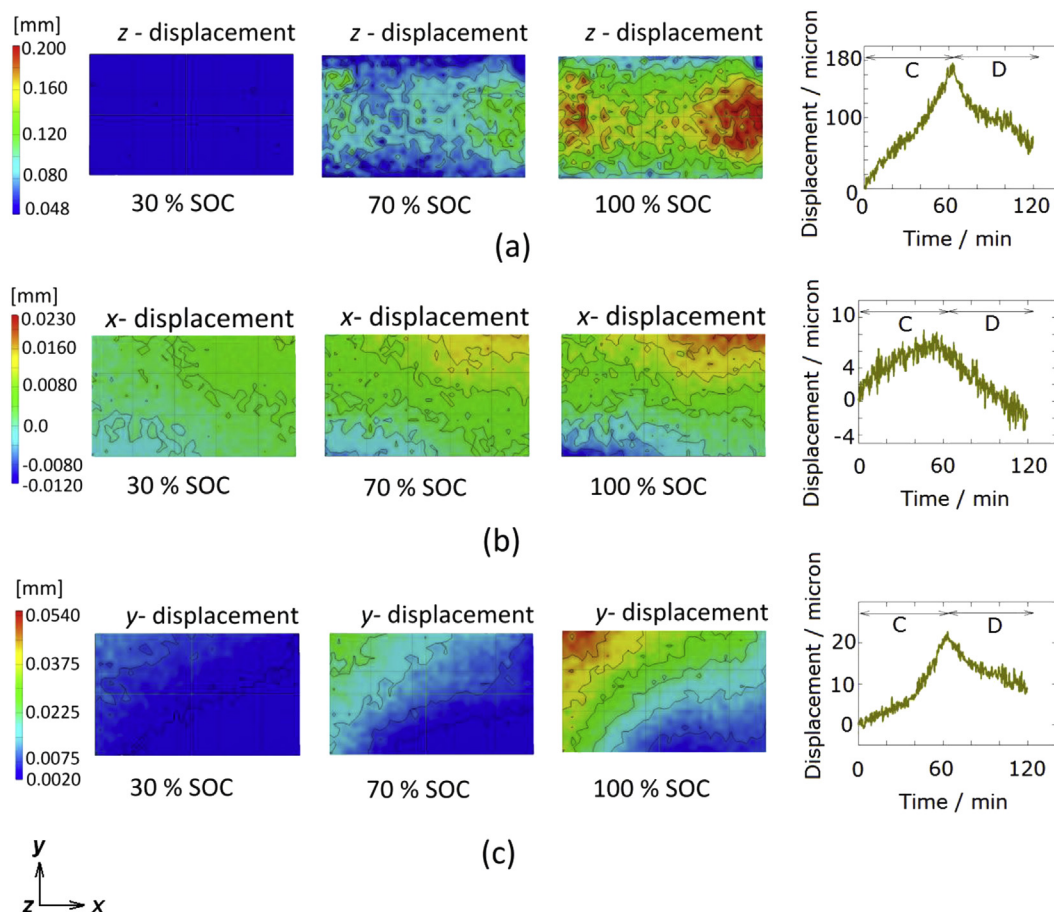 [mm]
0.200
0.160
0.120
0.080
0.048
z - displacement
z - displacement
z - displacement
30 % SOC
70 % SOC
100 % SOC
Displacement / micron
180
100
0
C
D
0
60
120
Time / min
(a)
[mm]
0.0230
0.0160
0.0080
0.0
-0.0080
-0.0120
x- displacement
x- displacement
x- displacement
30 % SOC
70 % SOC
100 % SOC
Displacement / micron
10
4
0
-4
C
D
0
60
120
Time / min
(b)
[mm]
0.0540
0.0375
0.0225
0.0075
0.0020
y- displacement
y- displacement
y- displacement
30 % SOC
70 % SOC
100 % SOC
Displacement / micron
20
10
0
C
D
0
60
120
Time / min
(c)
y
z
x